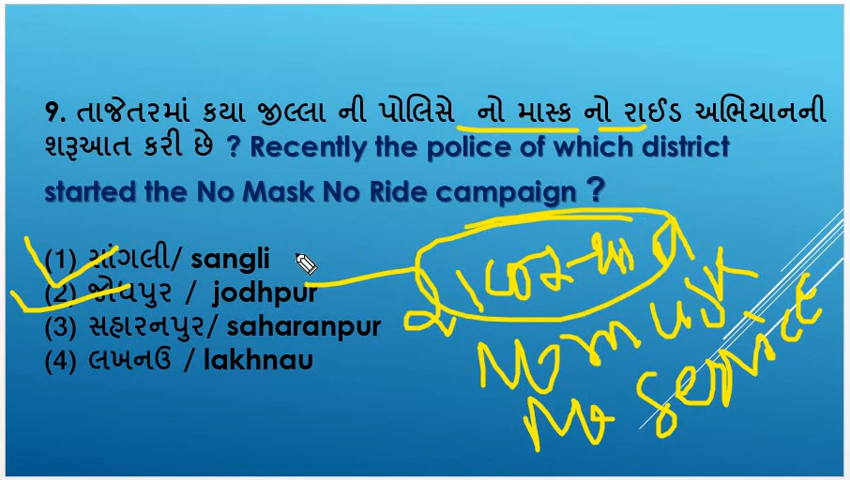 9. તાજેતરમાં કયા જીલ્લા ની પોલિસે નો માસ્ક નો રાઈડ અભિયાનની
શરૂઆત કરી છે ? Recently the police of which district
started the No Mask No Ride campaign ?
(1) સાંગલી/ sangli
(2) જોધપુર / jodhpur
(3) સહારનપુર/ saharanpur
(4) લખનઉ / lakhnau
No mask
No Service